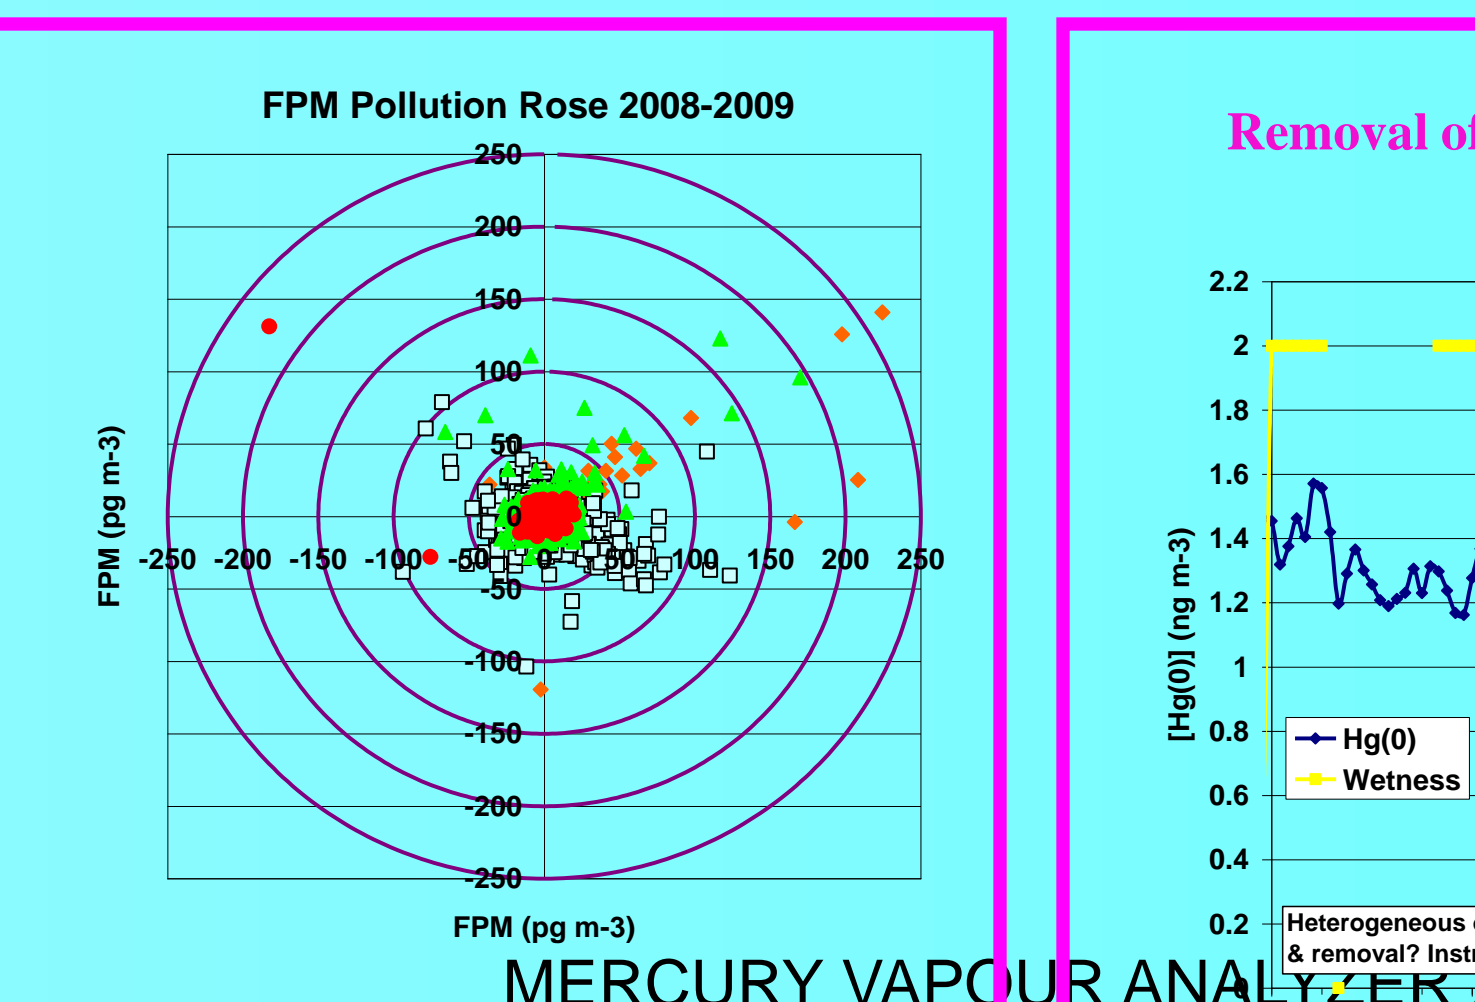 FPM Pollution Rose 2008-2009
250
200
150
100
50
0
-50
-100
-150
-200
-250
-250 -200 -150 -100 -50 0 50 100 150 200 250
FPM (pg m-3)
FPM (pg m-3)
Removal of
2.2
2
1.8
1.6
1.4
1.2
1
0.8
0.6
0.4
0.2
0
[Hg(0)] (ng m-3)
Hg(0)
Wetness
Heterogeneous
& removal?
MERCURY VAPOUR ANALYZER